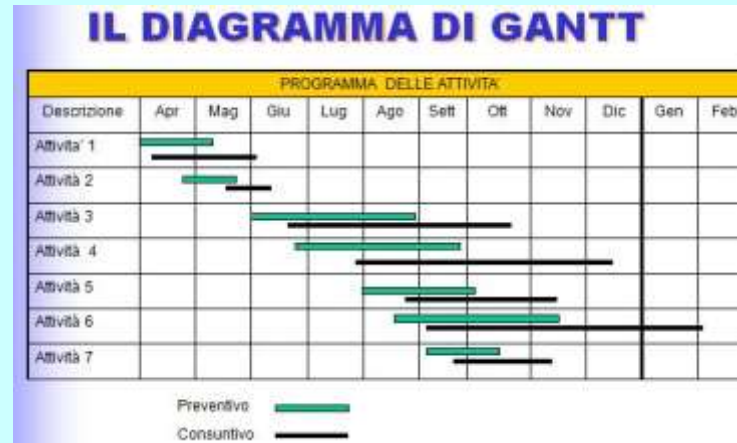 IL DIAGRAMMA DI GANTT
PROGRAMMA DELLE ATTIVITA'
Descrizione Apr Mag Giu Lug Ago Sett Ott Nov Dic Gen Feb
Attivita' 1
Attività 2
Attività 3
Attività 4
Attività 5
Attività 6
Attività 7
Preventivo
Consuntivo